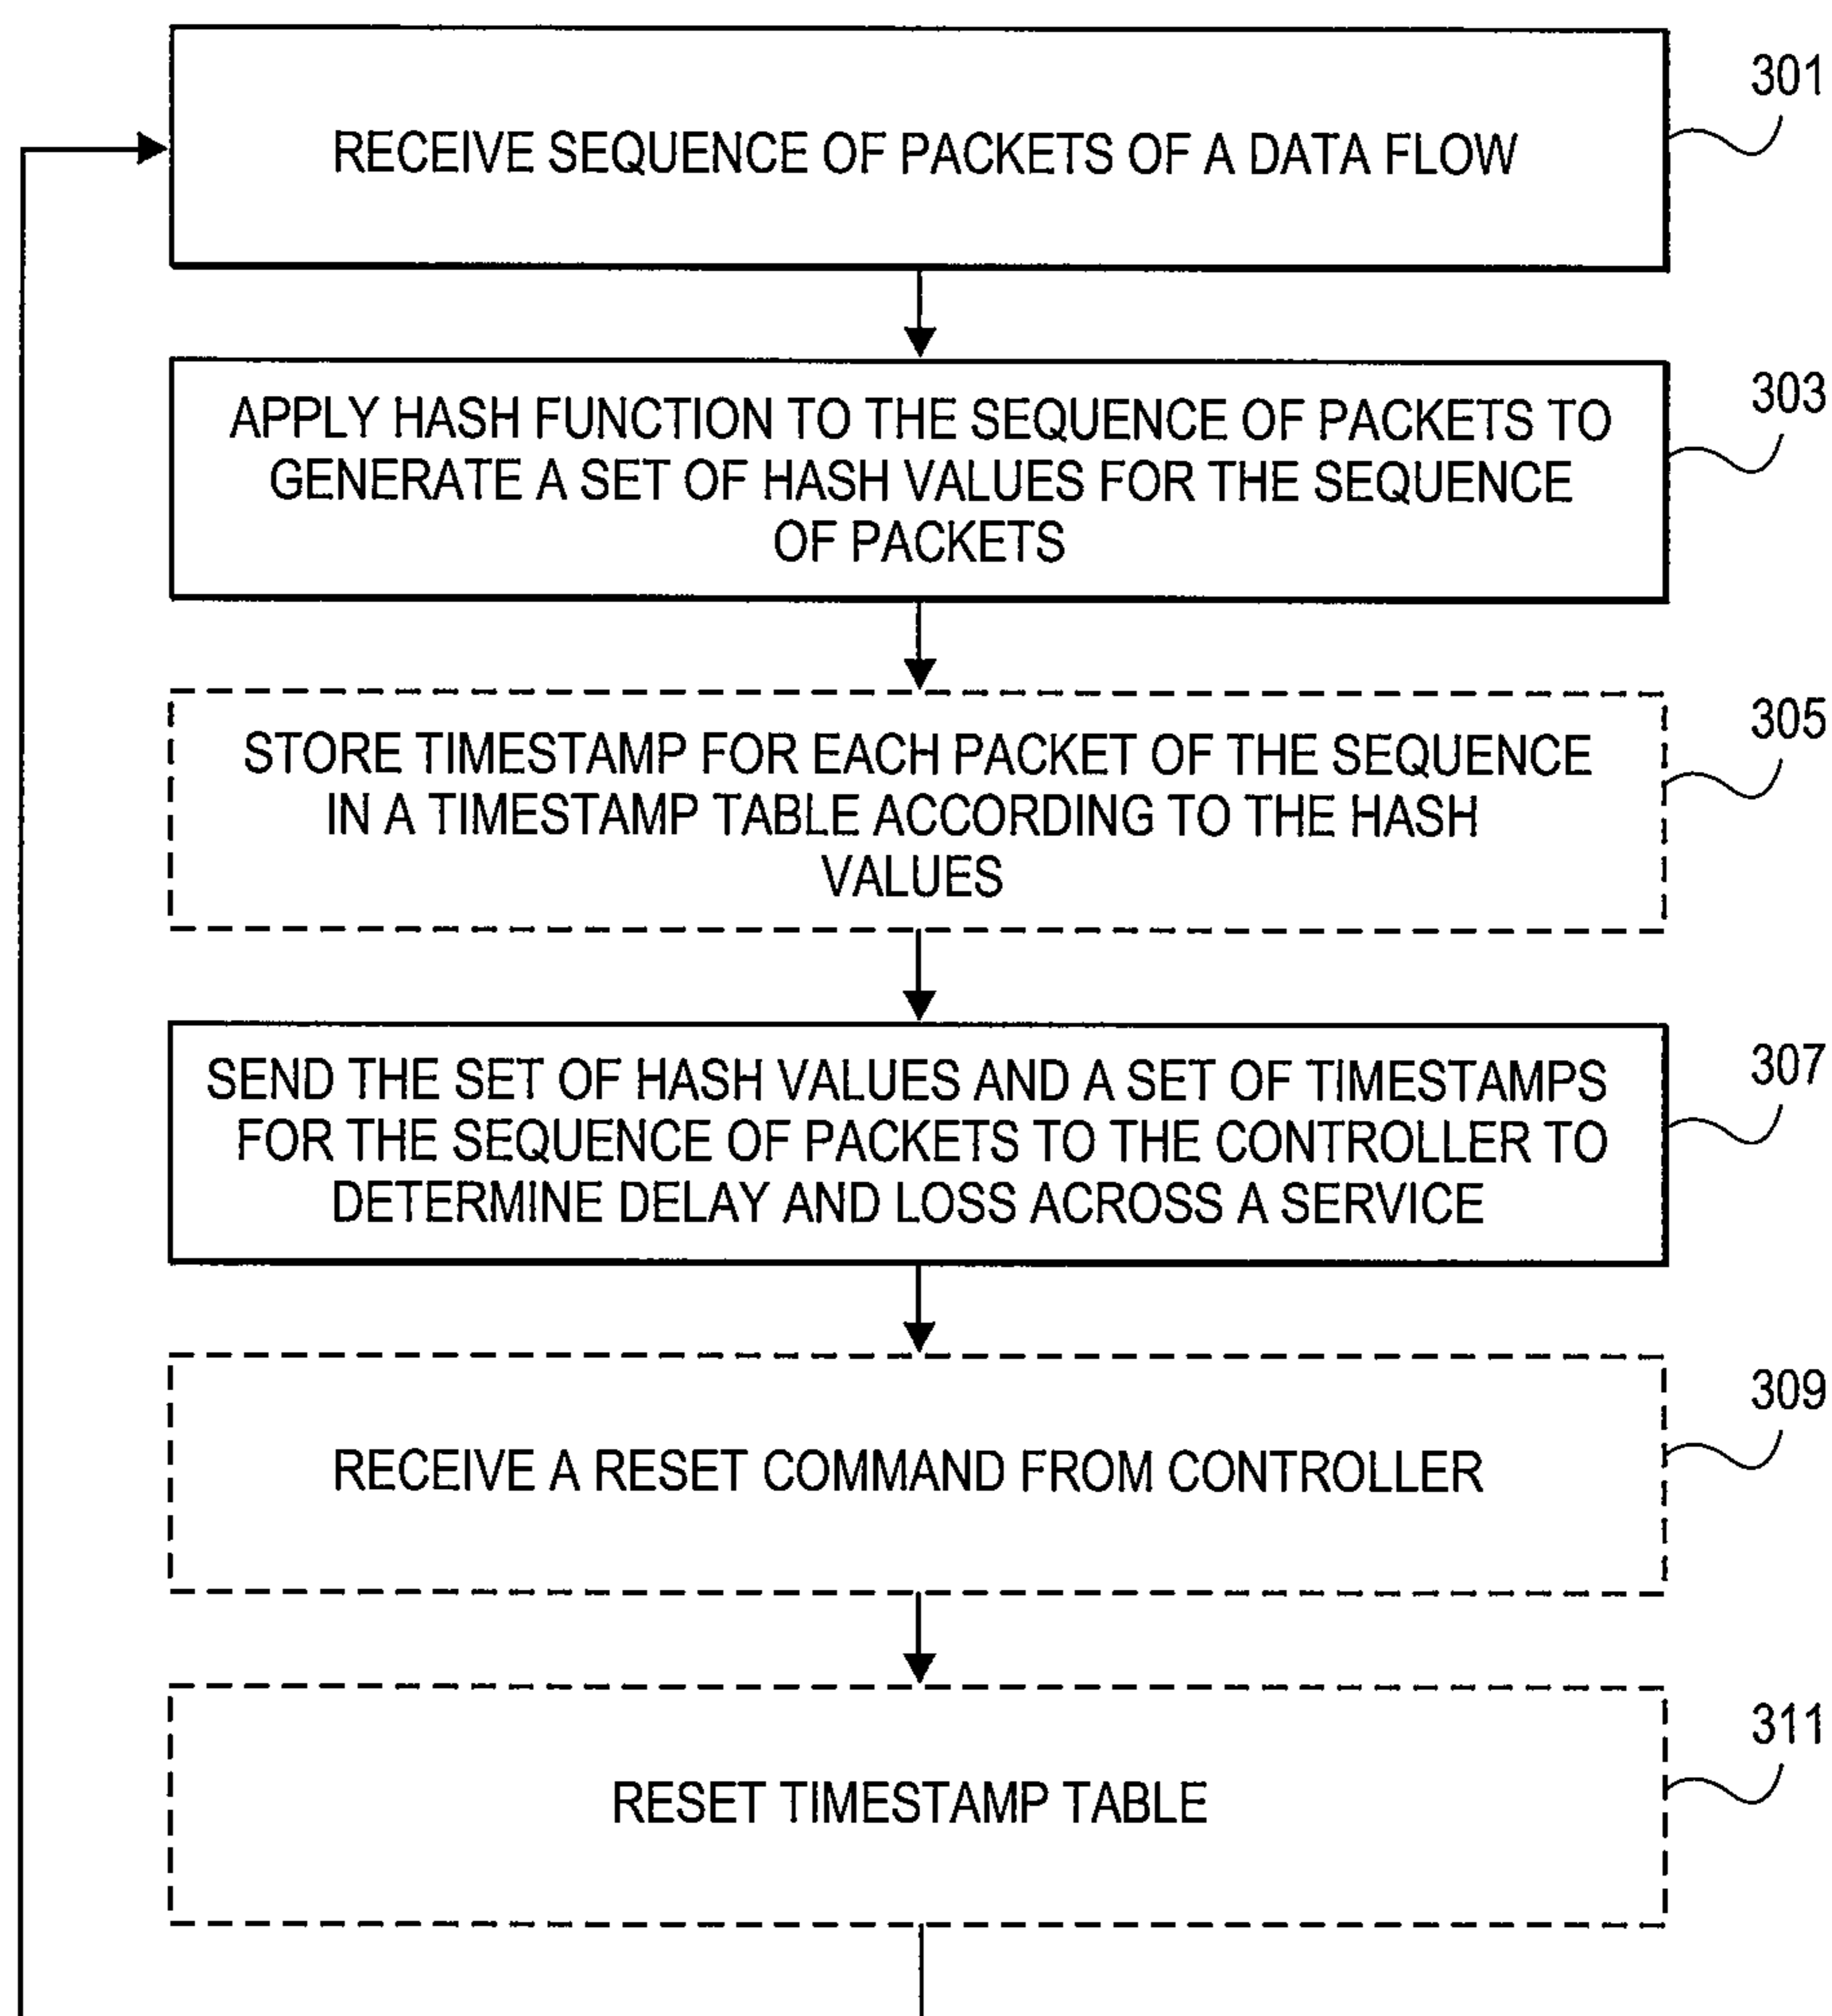 301
RECEIVE SEQUENCE OF PACKETS OF A DATA FLOW
303
APPLY HASH FUNCTION TO THE SEQUENCE OF PACKETS TO
GENERATE A SET OF HASH VALUES FOR THE SEQUENCE
OF PACKETS
305
STORE TIMESTAMP FOR EACH PACKET OF THE SEQUENCE
IN A TIMESTAMP TABLE ACCORDING TO THE HASH
VALUES
307
SEND THE SET OF HASH VALUES AND A SET OF TIMESTAMPS
FOR THE SEQUENCE OF PACKETS TO THE CONTROLLER TO
DETERMINE DELAY AND LOSS ACROSS A SERVICE
309
RECEIVE A RESET COMMAND FROM CONTROLLER
311
RESET TIMESTAMP TABLE